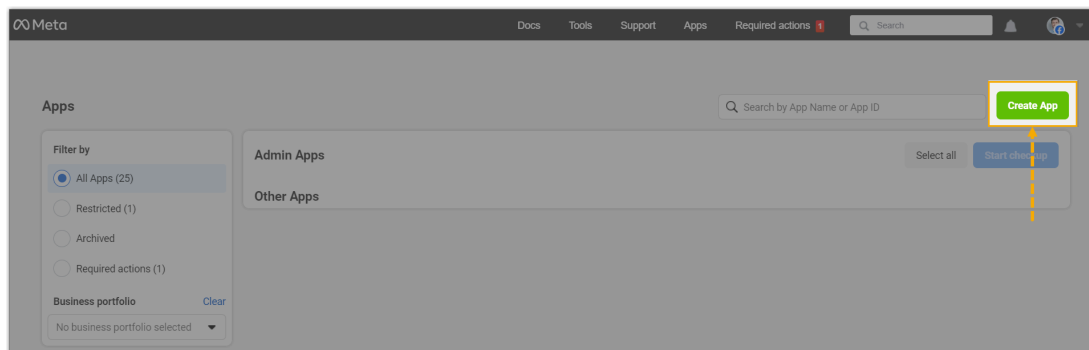 Meta Docs Tools Support Apps Required actions 1 Search
Apps Search by App Name or App ID Create App
Filter by
All Apps (25)
Restricted (1)
Archived
Required actions (1)
Business portfolio Clear
No business portfolio selected
Admin Apps Select all Start checkup
Other Apps